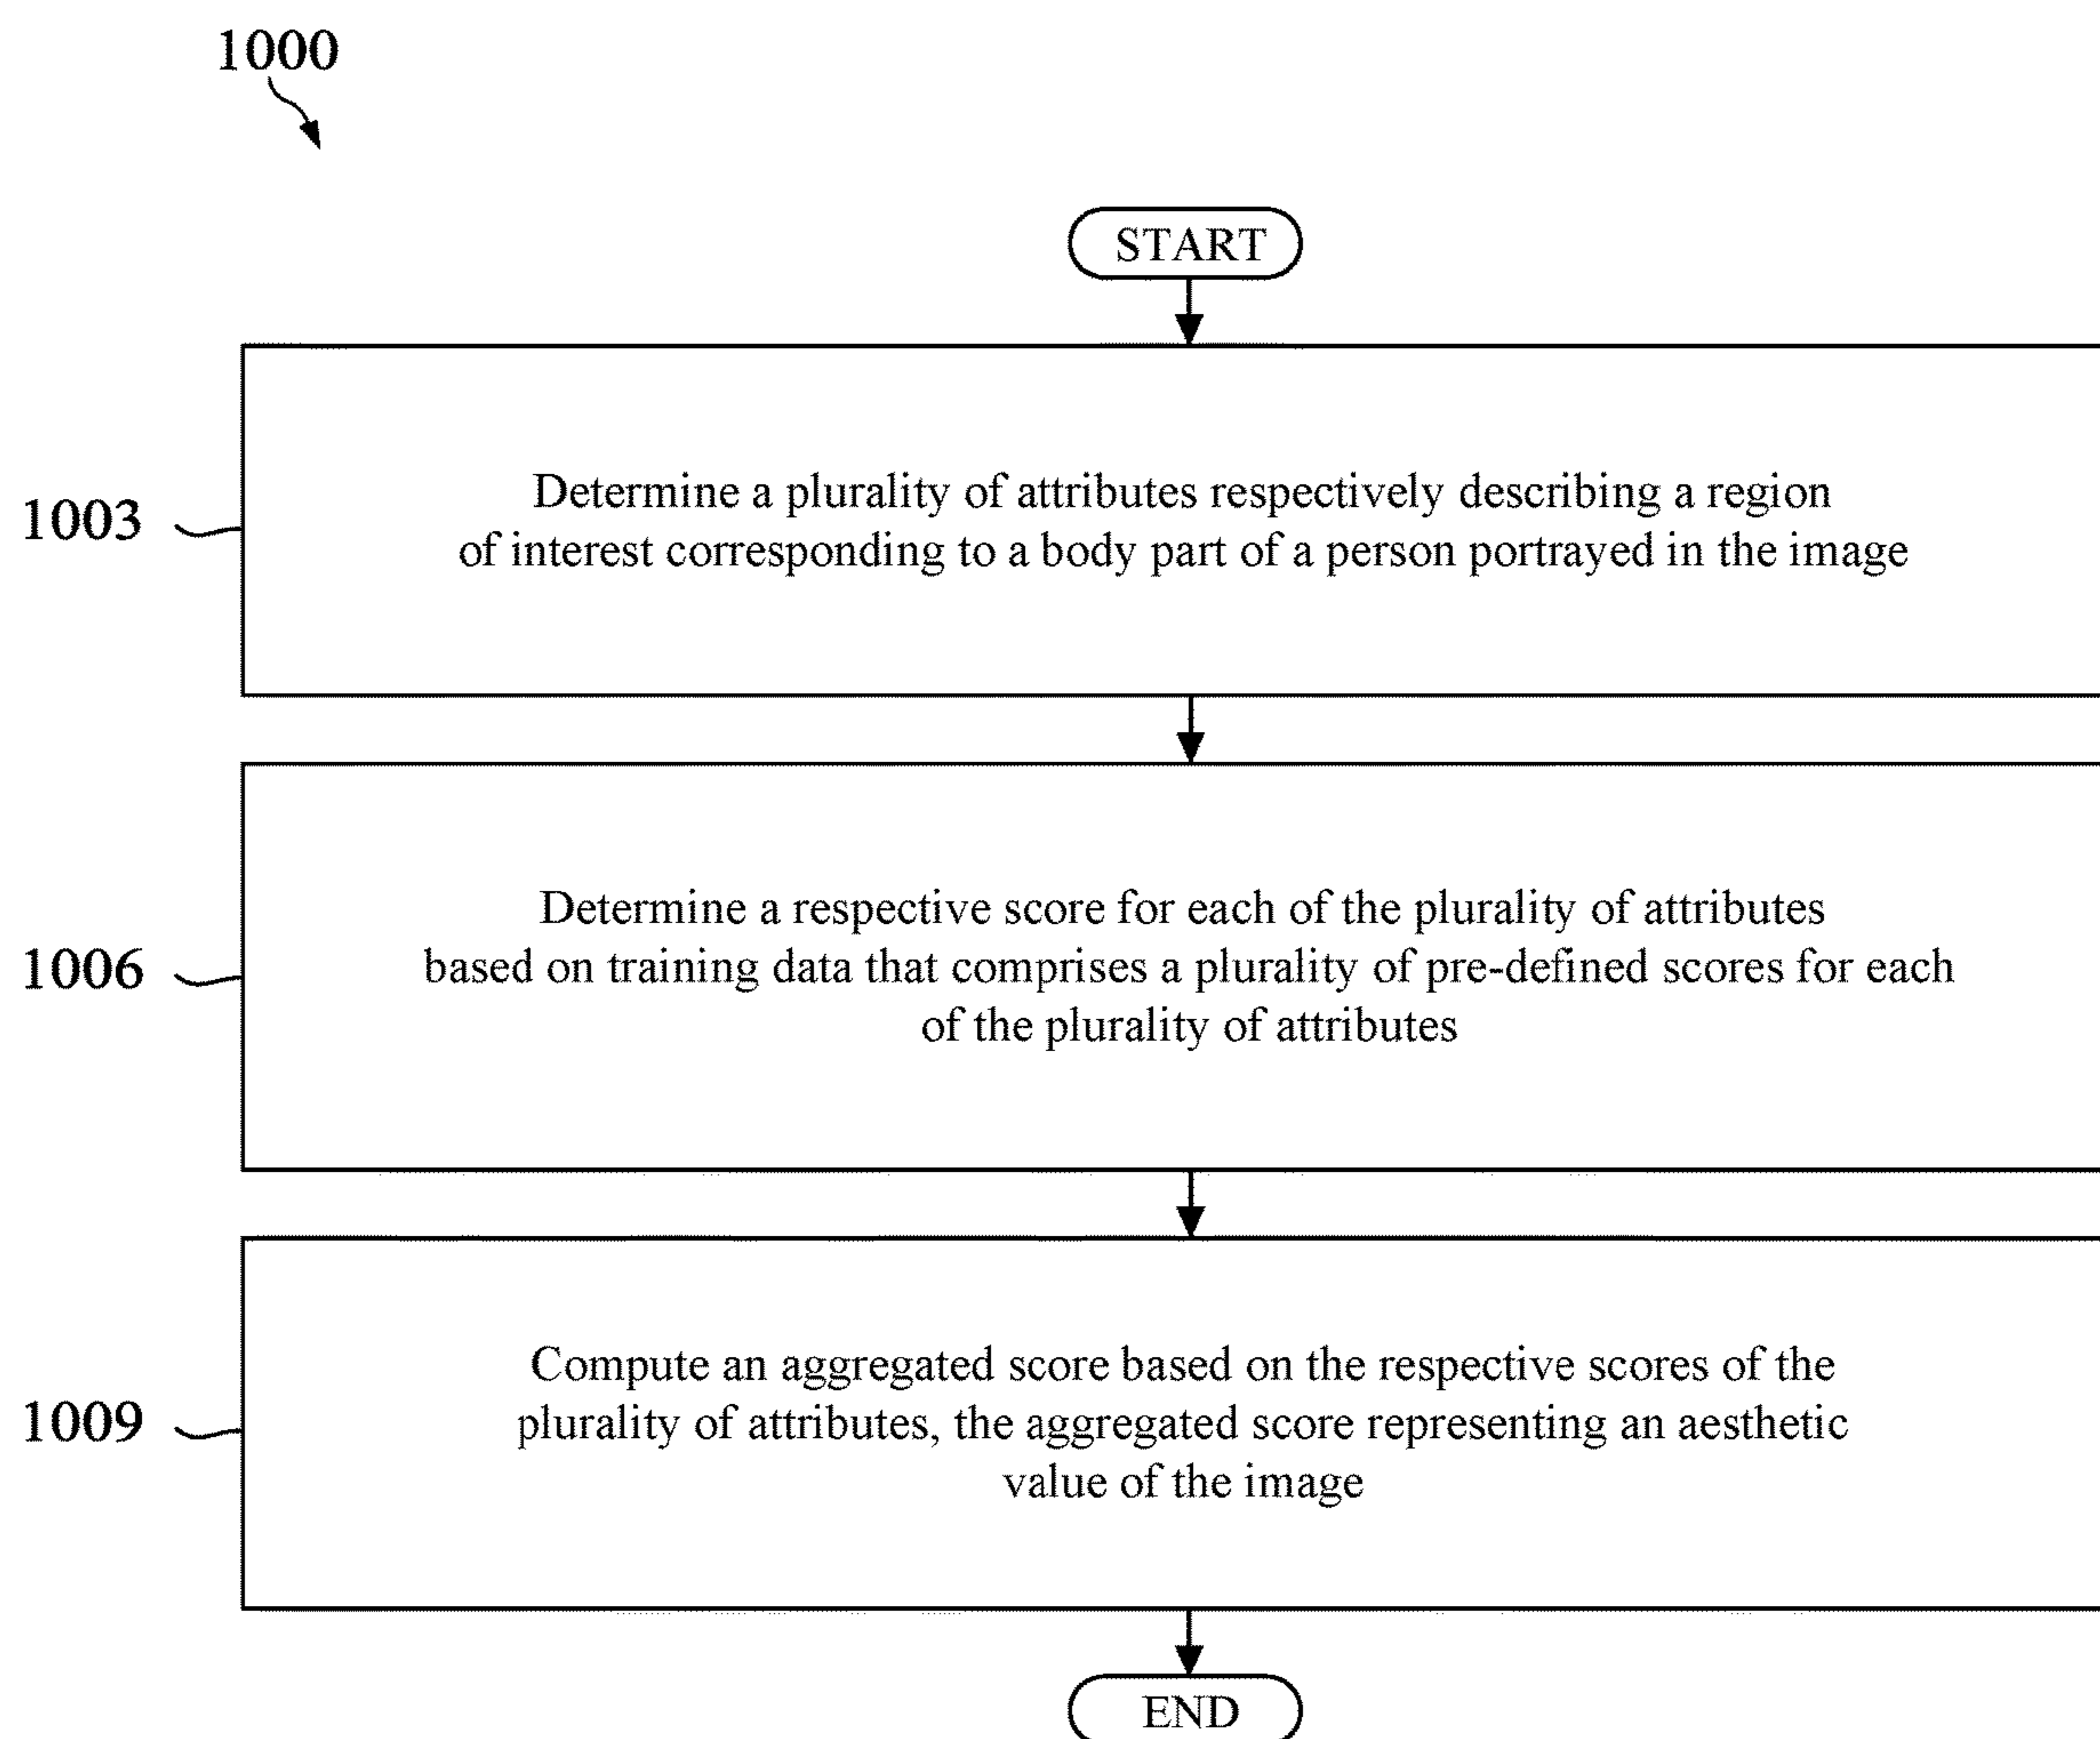 1000
START
1003
Determine a plurality of attributes respectively describing a region
of interest corresponding to a body part of a person portrayed in the image
1006
Determine a respective score for each of the plurality of attributes
based on training data that comprises a plurality of pre-defined scores for each
of the plurality of attributes
1009
Compute an aggregated score based on the respective scores of the
plurality of attributes, the aggregated score representing an aesthetic
value of the image
END